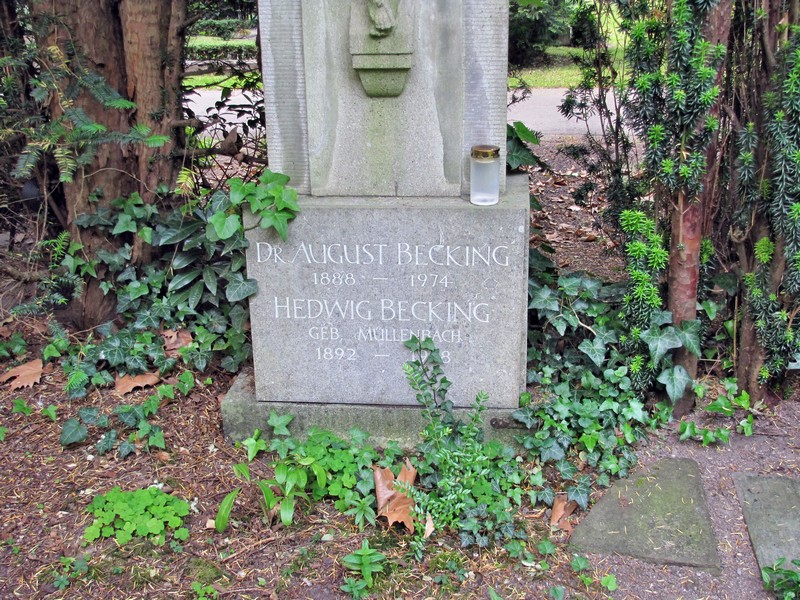 DR. AUGUST BECKING
1888 — 1974
HEDWIG BECKING
GEB. MÜLLENBACH
1892 —